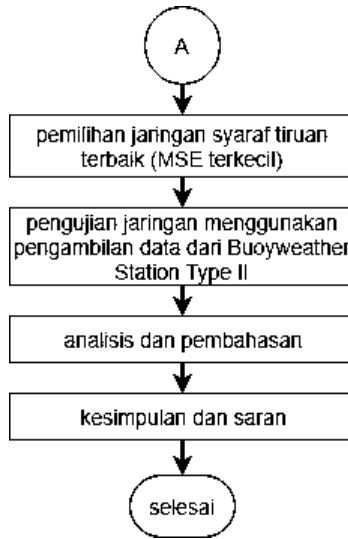 A
pemilihan jaringan syaraf tiruan
terbaik (MSE terkecil)
pengujian jaringan menggunakan
pengambilan data dari Buoyweather
Station Type II
analisis dan pembahasan
kesimpulan dan saran
selesai